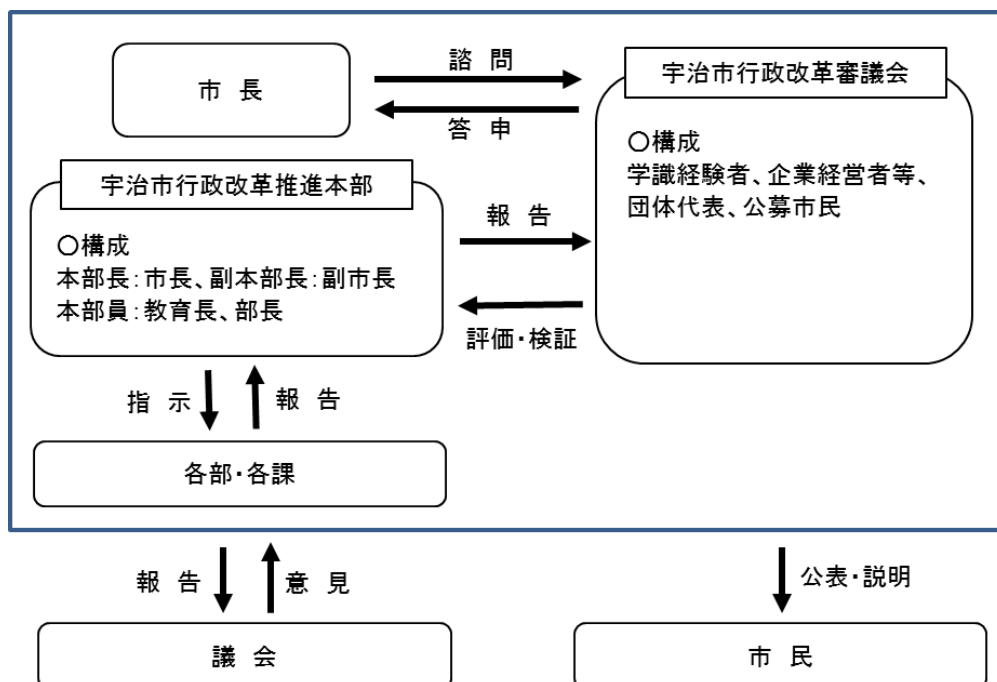 市 長
諮 問
答 申
宇治市行政改革審議会
〇構成
学識経験者、企業経営者等、
団体代表、公募市民
宇治市行政改革推進本部
〇構成
本部長：市長、副本部長：副市長
本部員：教育長、部長
報 告
評価・検証
指 示
報 告
各部・各課
報 告
意 見
公表・説明
議 会
市 民